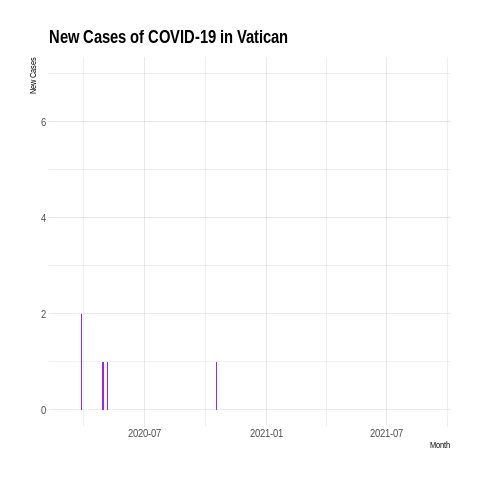 New Cases of COVID-19 in Vatican
New Cases
6
4
2
0
2020-07
2021-01
2021-07
Month